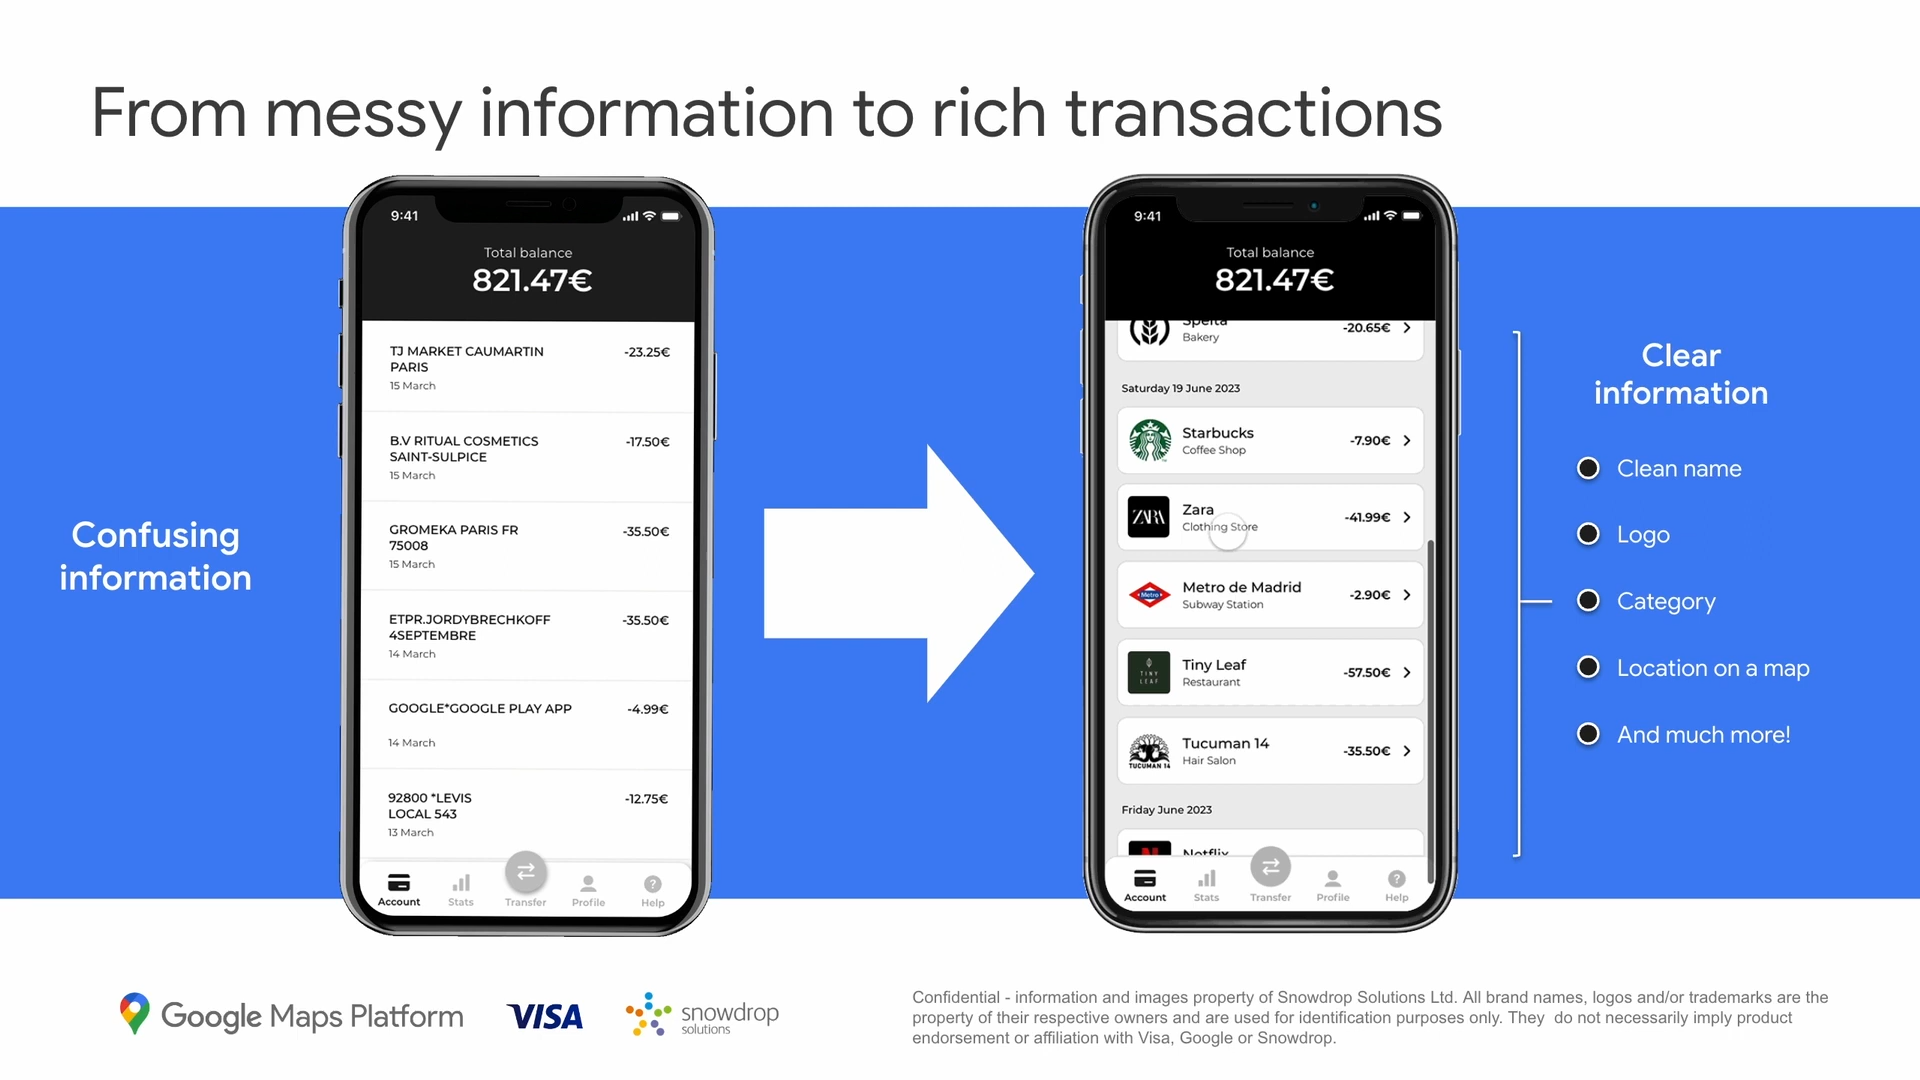 From messy information to rich transactions
Confusing
information
9:41
Total balance
821.47€
TJ MARKET CAUMARTIN
PARIS
-23.25€
15 March
B.V RITUAL COSMETICS
SAINT-SULPICE
-17.50€
15 March
GROMEKA PARIS FR
75008
-35.50€
15 March
ETPR.JORDYBRECHKOFF
4SEPTEMBRE
-35.50€
14 March
GOOGLE*GOOGLE PLAY APP
-4.99€
14 March
92800 *LEVIS
LOCAL 543
-12.75€
13 March
Account
Stats
Transfer
Profile
Help
9:41
Total balance
821.47€
Spelta
Bakery
-20.65€
Saturday 19 June 2023
Starbucks
Coffee Shop
-7.90€
ZARA
Zara
Clothing Store
-41.99€
Metro
Metro de Madrid
Subway Station
-2.90€
TINY
LEAF
Tiny Leaf
Restaurant
-57.50€
TUCUMAN 14
Tucuman 14
Hair Salon
-35.50€
Friday June 2023
Netflix
Account
Stats
Transfer
Profile
Help
Clear
information
Clean name
Logo
Category
Location on a map
And much more!
Google Maps Platform
VISA
snowdrop
solutions
Confidential - information and images property of Snowdrop Solutions Ltd. All brand names, logos and/or trademarks are the
property of their respective owners and are used for identification purposes only. They do not necessarily imply product
endorsement or affiliation with Visa, Google or Snowdrop.